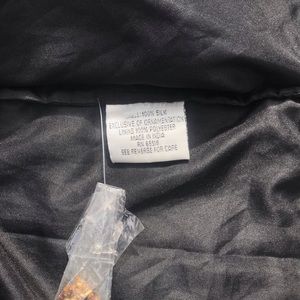 100% SILK
EXCLUSIVE OF ORNAMENTATION
LINING 100% POLYESTER
MADE IN INDIA
RN
SEE REVERSE FOR CARE